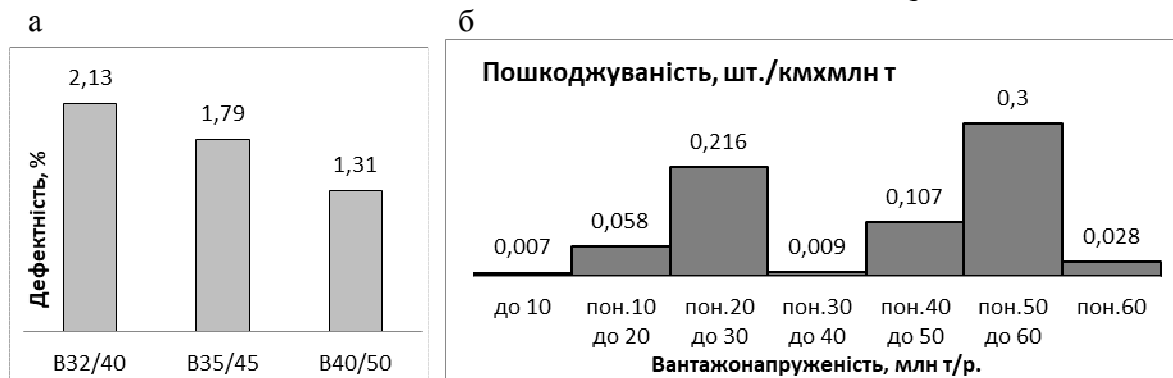 а
б
Дефектність, %
2,13
1,79
1,31
В32/40
В35/45
В40/50
Пошкоджуваність, шт./кмхмлн т
0,007
0,058
0,216
0,009
0,107
0,3
0,028
до 10
пон.10
до 20
пон.20
до 30
пон.30
до 40
пон.40
до 50
пон.50
до 60
пон.60
Вантажонапруженість, млн т/р.